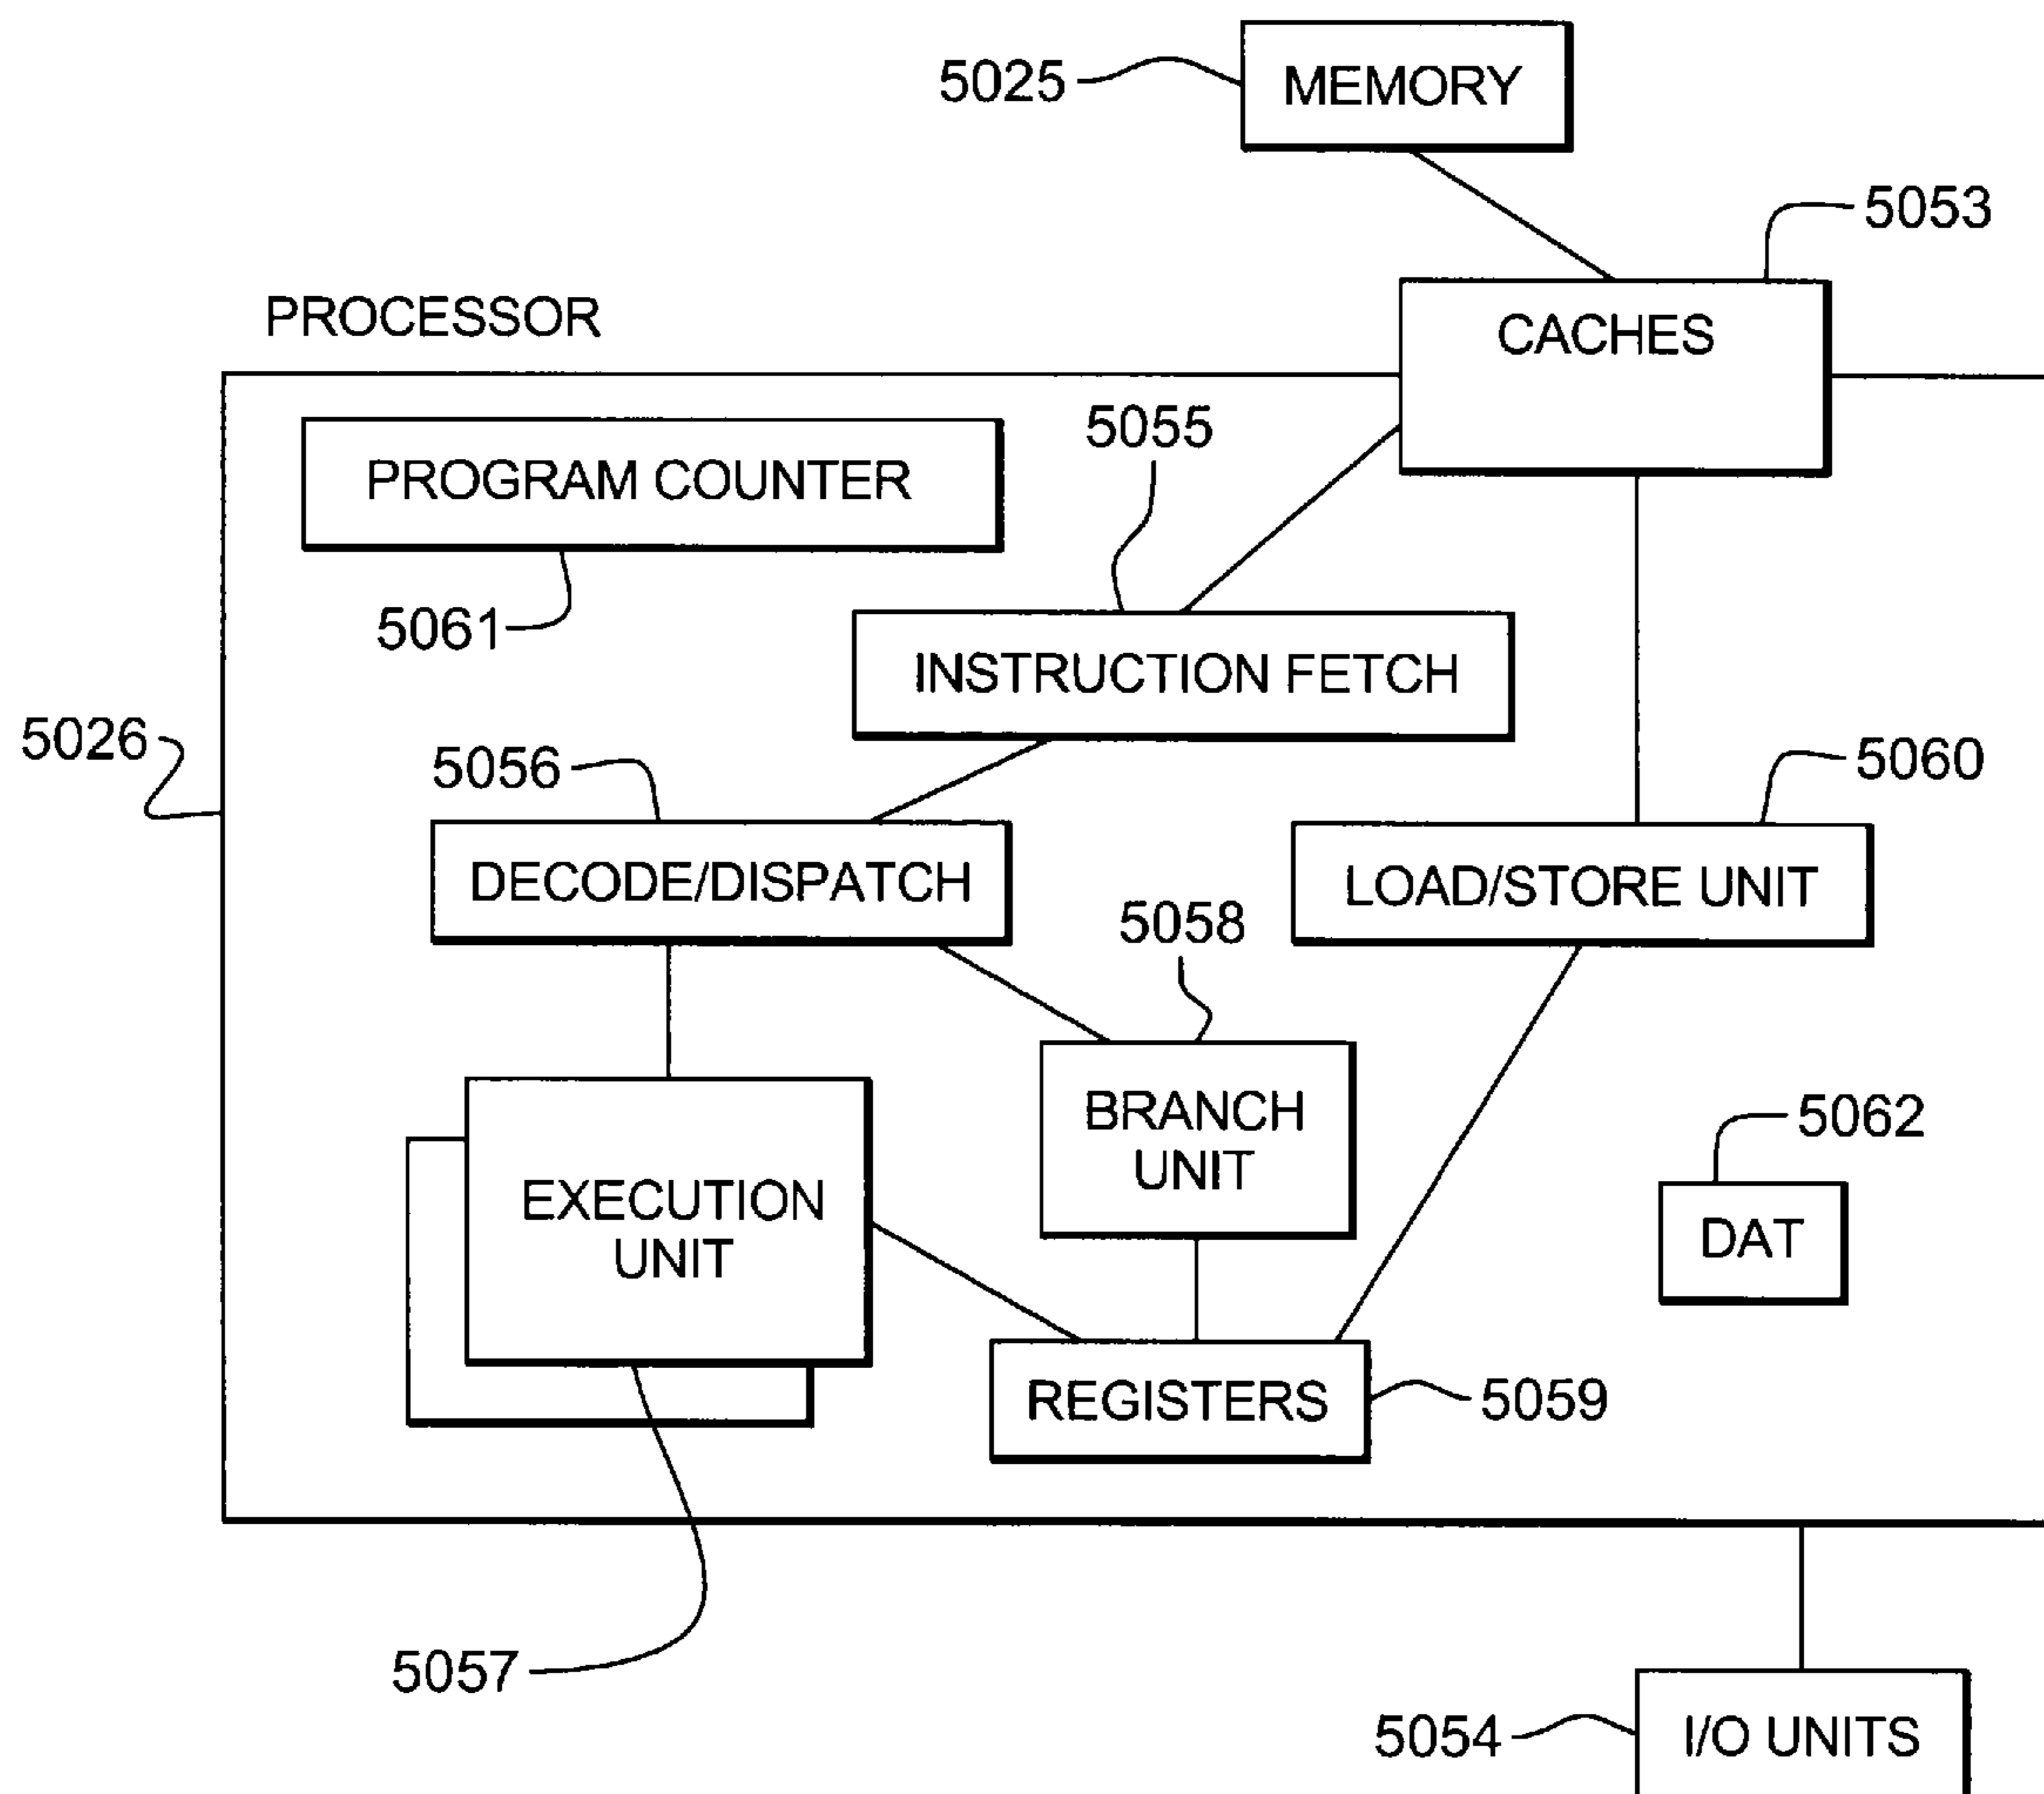 5025
MEMORY
5053
PROCESSOR
CACHES
5055
PROGRAM COUNTER
5061
INSTRUCTION FETCH
5026
5056
5060
DECODE/DISPATCH
LOAD/STORE UNIT
5058
BRANCH
UNIT
5062
EXECUTION
UNIT
DAT
REGISTERS
5059
5057
5054
I/O UNITS